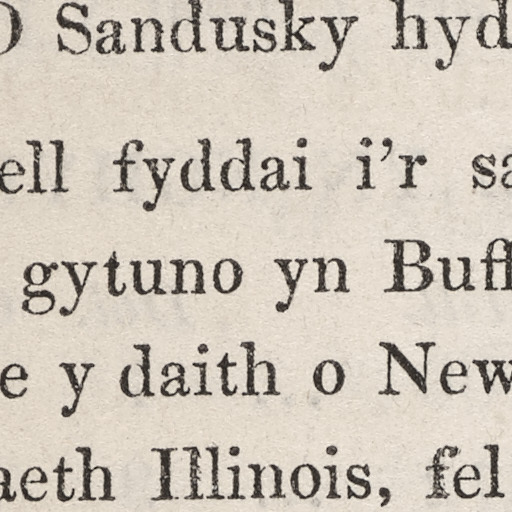 O Sandusky hyd
ell fyddai i'r sa
gytuno yn Buff
e y daith o New
aeth Illinois, fel